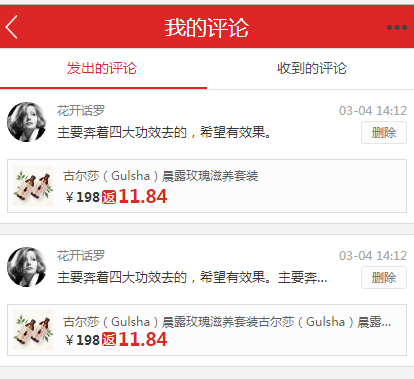 我的评论
发出的评论 收到的评论
花开话罗 03-04 14:12
主要奔着四大功效去的，希望有效果。 删除
古尔莎（Gulsha）晨露玫瑰滋养套装
￥198 返 11.84
花开话罗 03-04 14:12
主要奔着四大功效去的，希望有效果。主要奔... 删除
古尔莎（Gulsha）晨露玫瑰滋养套装古尔莎（Gulsha）晨露...
￥198 返 11.84